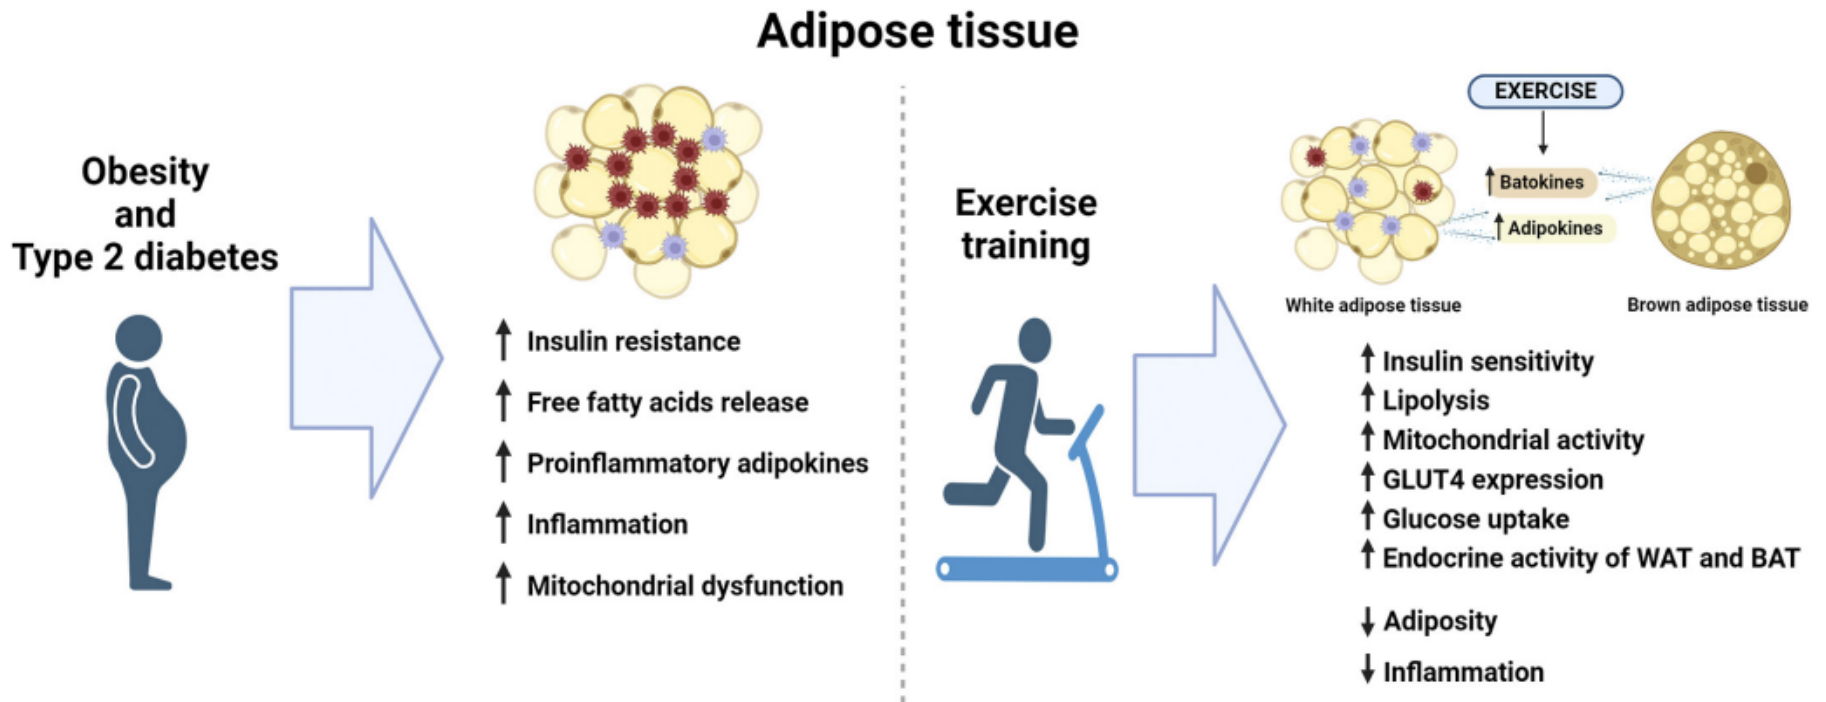 Adipose tissue
Obesity
and
Type 2 diabetes
↑ Insulin resistance
↑ Free fatty acids release
↑ Proinflammatory adipokines
↑ Inflammation
↑ Mitochondrial dysfunction
Exercise
training
EXERCISE
↑ Batokines
↑ Adipokines
White adipose tissue
Brown adipose tissue
↑ Insulin sensitivity
↑ Lipolysis
↑ Mitochondrial activity
↑ GLUT4 expression
↑ Glucose uptake
↑ Endocrine activity of WAT and BAT
↓ Adiposity
↓ Inflammation